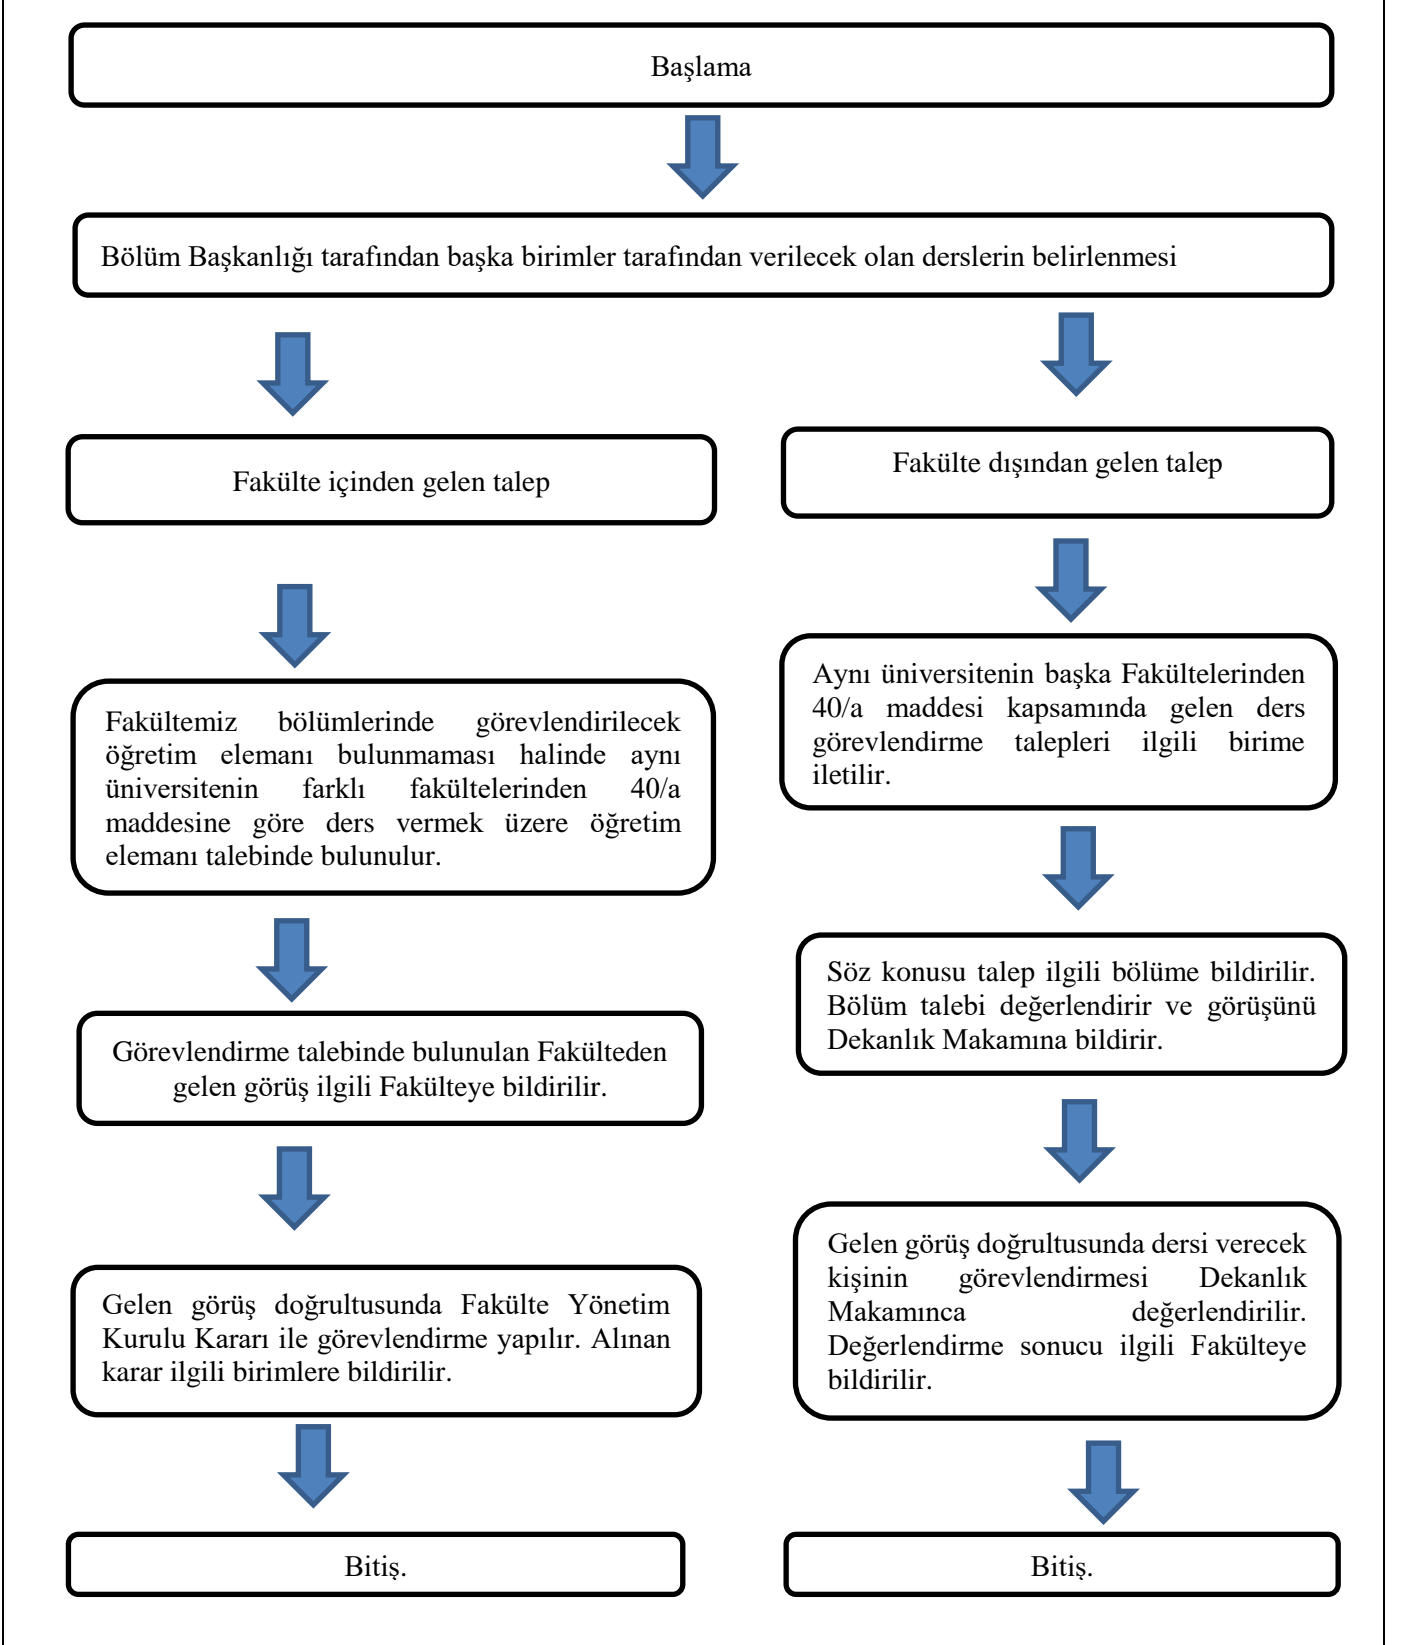 Başlama
Bölüm Başkanlığı tarafından başka birimler tarafından verilecek olan derslerin belirlenmesi
Fakülte içinden gelen talep
Fakültemiz bölümlerinde görevlendirilecek
öğretim elemanı bulunmaması halinde aynı
üniversitenin farklı fakültelerinden 40/a
maddesine göre ders vermek üzere öğretim
elemanı talebinde bulunulur.
Görevlendirme talebinde bulunulan Fakülteden
gelen görüş ilgili Fakülteye bildirilir.
Gelen görüş doğrultusunda Fakülte Yönetim
Kurulu Kararı ile görevlendirme yapılır. Alınan
karar ilgili birimlere bildirilir.
Bitiş.
Fakülte dışından gelen talep
Aynı üniversitenin başka Fakültelerinden
40/a maddesi kapsamında gelen ders
görevlendirme talepleri ilgili birime
iletilir.
Söz konusu talep ilgili bölüme bildirilir.
Bölüm talebi değerlendirir ve görüşünü
Dekanlık Makamına bildirir.
Gelen görüş doğrultusunda dersi verecek
kişinin görevlendirmesi Dekanlık
Makamınca değerlendirilir.
Değerlendirme sonucu ilgili Fakülteye
bildirilir.
Bitiş.